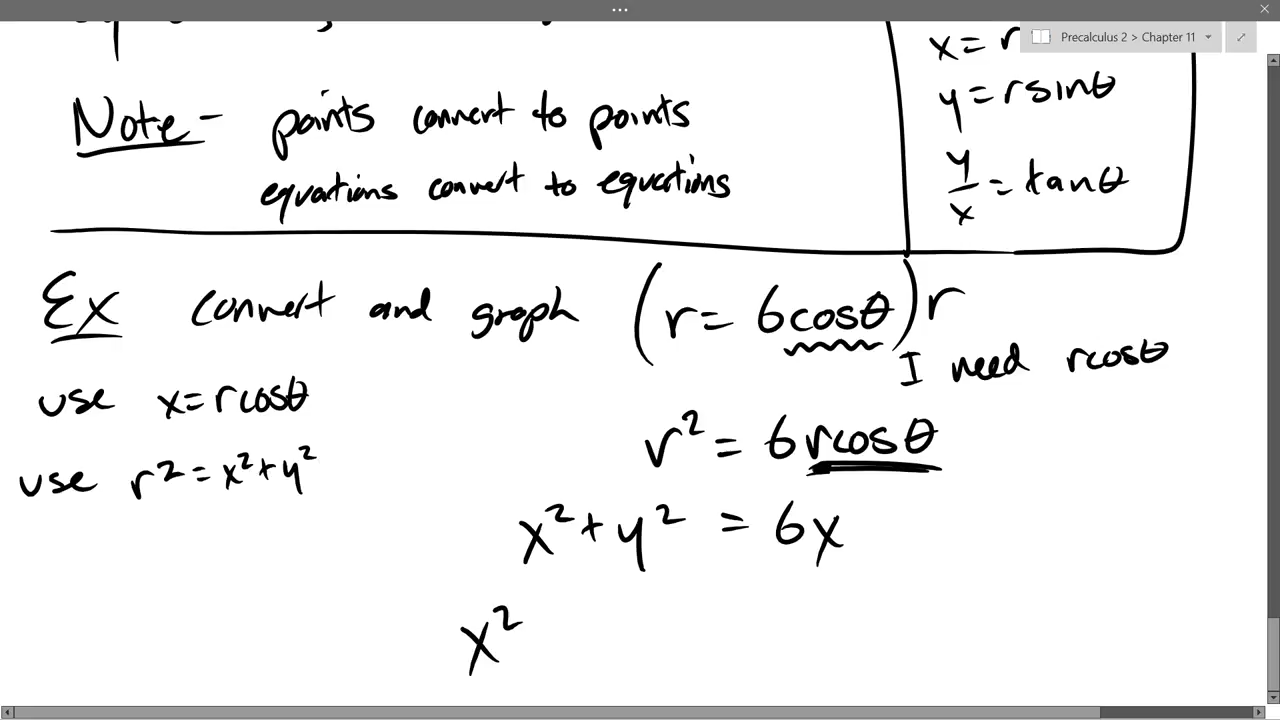 Precalculus 2 > Chapter 11
x = r
y = rsinθ
y/x = tanθ
Note - points convert to points
equations convert to equations
Ex convert and graph (r = 6cosθ)r
I need rcosθ
use x = rcosθ
r² = 6rcosθ
use r² = x² + y²
x² + y² = 6x
x²